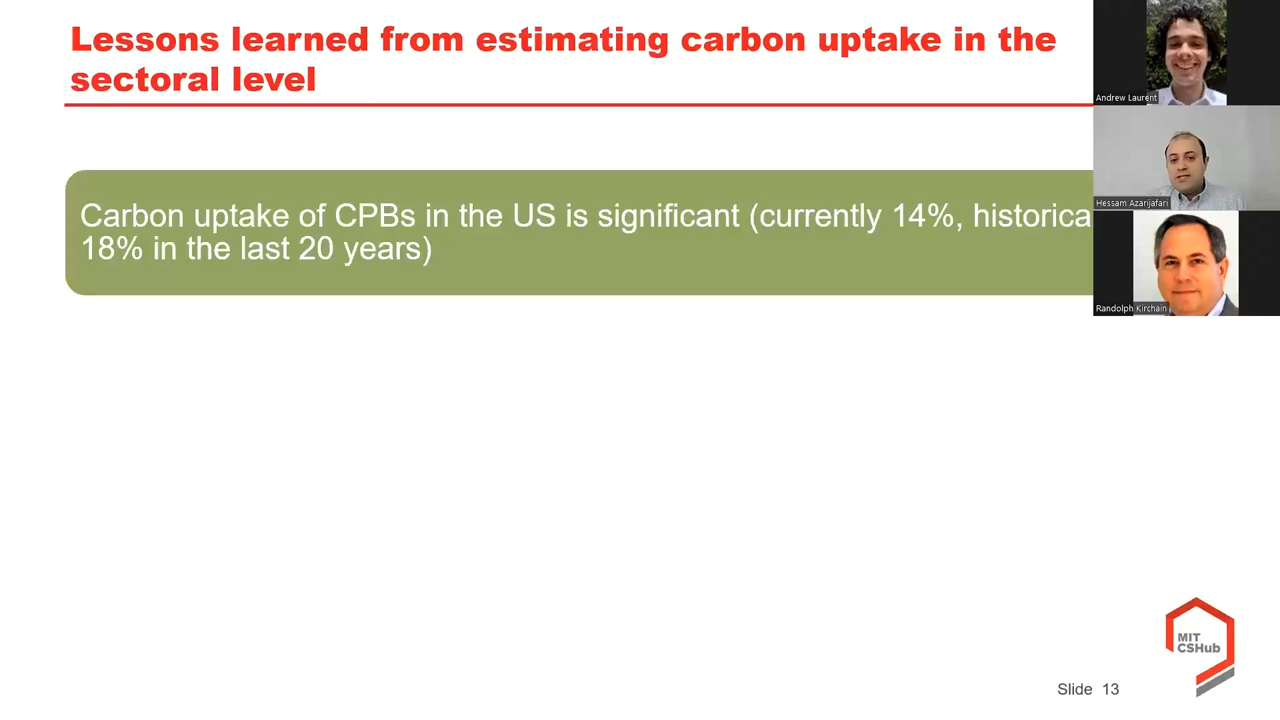 Lessons learned from estimating carbon uptake in the
sectoral level
Andrew Laurent
Hessam Azarijafari
Carbon uptake of CPBs in the US is significant (currently 14%, historica
18% in the last 20 years)
Randolph Kirchain
MIT
CSHub
Slide 13